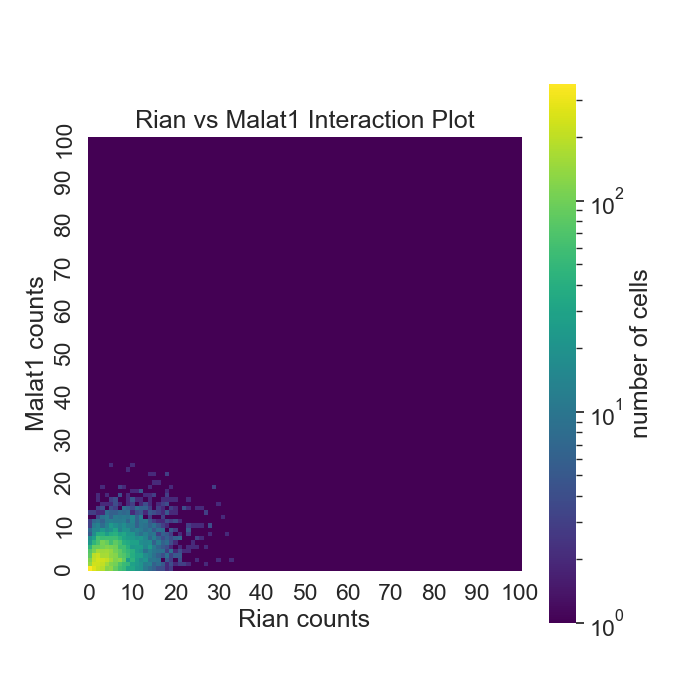 Rian vs Malat1 Interaction Plot
Malat1 counts
100
90
80
70
60
50
40
30
20
10
0
0 10 20 30 40 50 60 70 80 90 100
Rian counts
10^2
10^1
10^0
number of cells